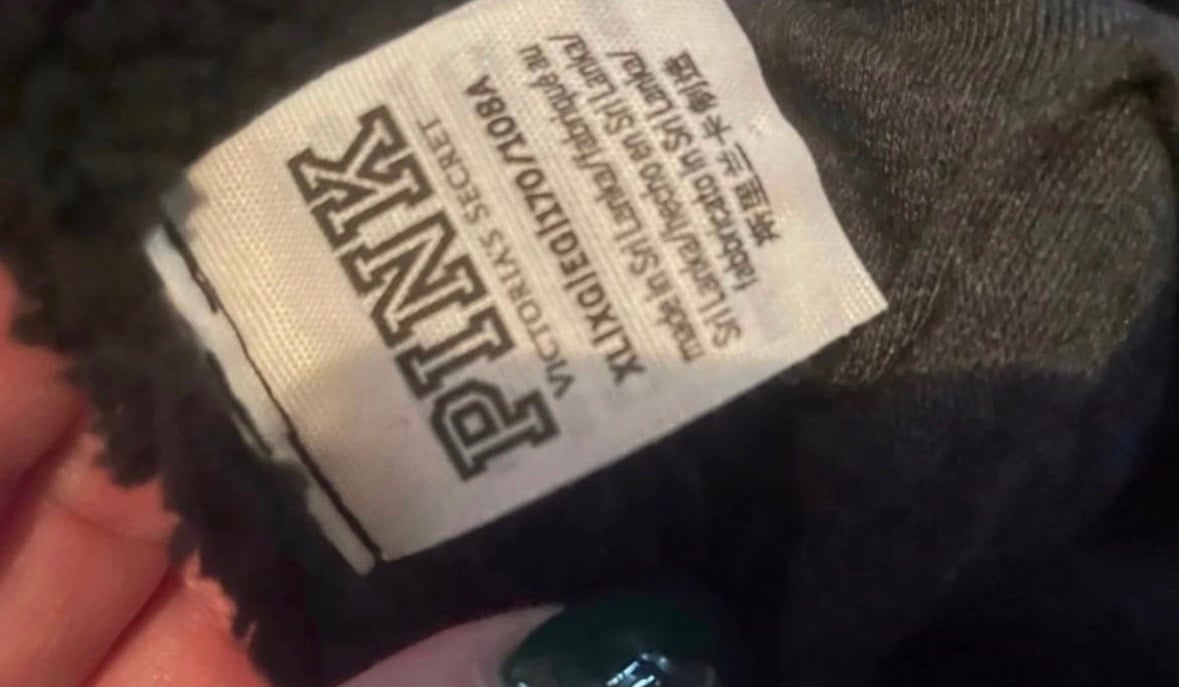 PINK
VICTORIA'S SECRET
XL|XG|EG|170/108A
made in Sri Lanka/fabriqué au
Sri Lanka/hecho en Sri Lanka/
fabbricato in Sri Lanka/
斯里兰卡制造